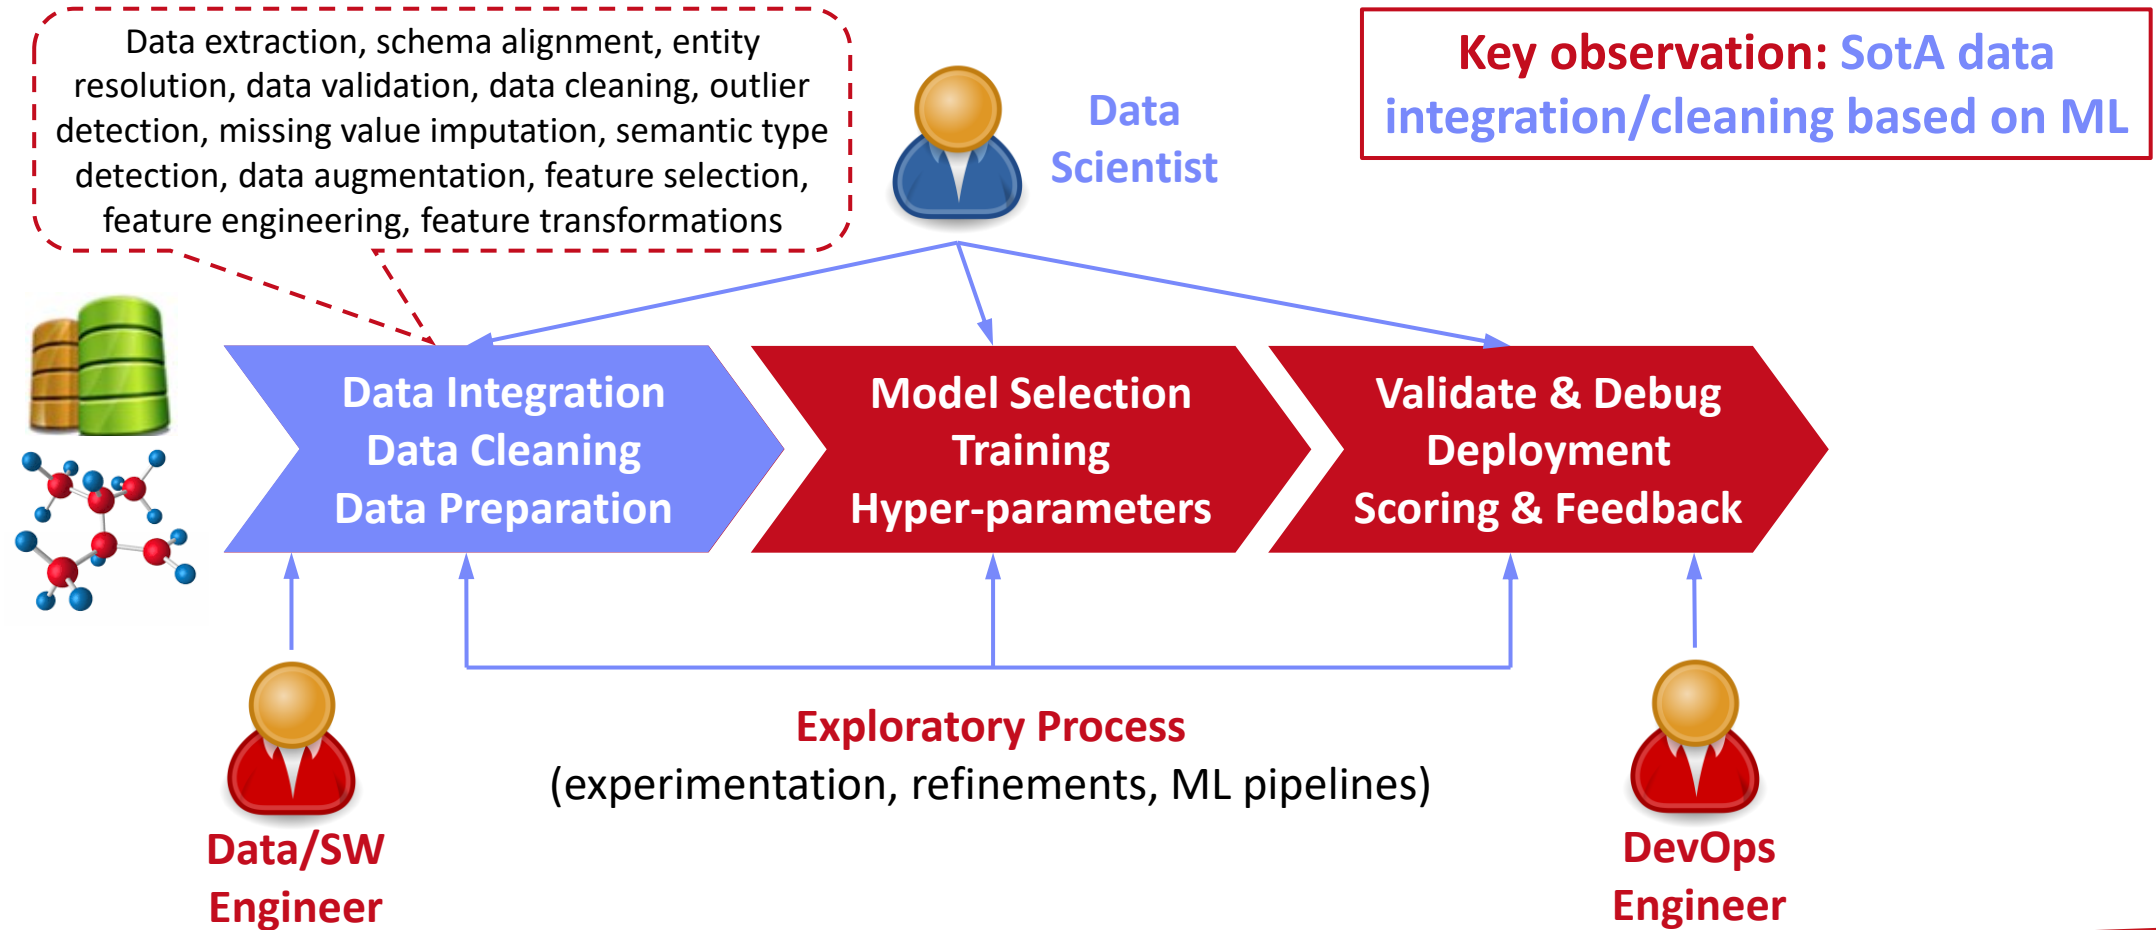 Data extraction, schema alignment, entity
resolution, data validation, data cleaning, outlier
detection, missing value imputation, semantic type
detection, data augmentation, feature selection,
feature engineering, feature transformations
Data
Scientist
Key observation: SotA data
integration/cleaning based on ML
Data Integration
Data Cleaning
Data Preparation
Model Selection
Training
Hyper-parameters
Validate & Debug
Deployment
Scoring & Feedback
Exploratory Process
(experimentation, refinements, ML pipelines)
Data/SW
Engineer
DevOps
Engineer